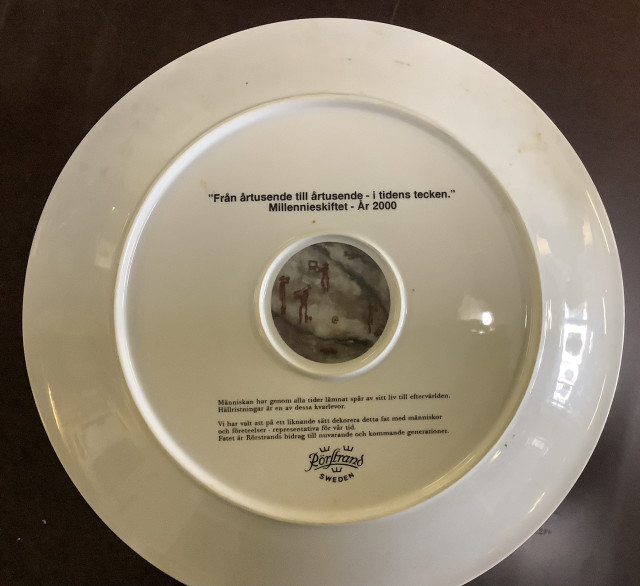 "Från årtusende till årtusende - i tidens tecken."
Millennieskiftet - År 2000
Människan har genom alla tider lämnat spår av sitt liv till eftervärlden.
Hällristningar är en av dessa kvarlevor.
Vi har valt att på ett liknande sätt dekorera detta fat med människor
och företeelser - representativa för vår tid.
Fatet är Rörstrands bidrag till nuvarande och kommande generationer.
Rörstrand
SWEDEN